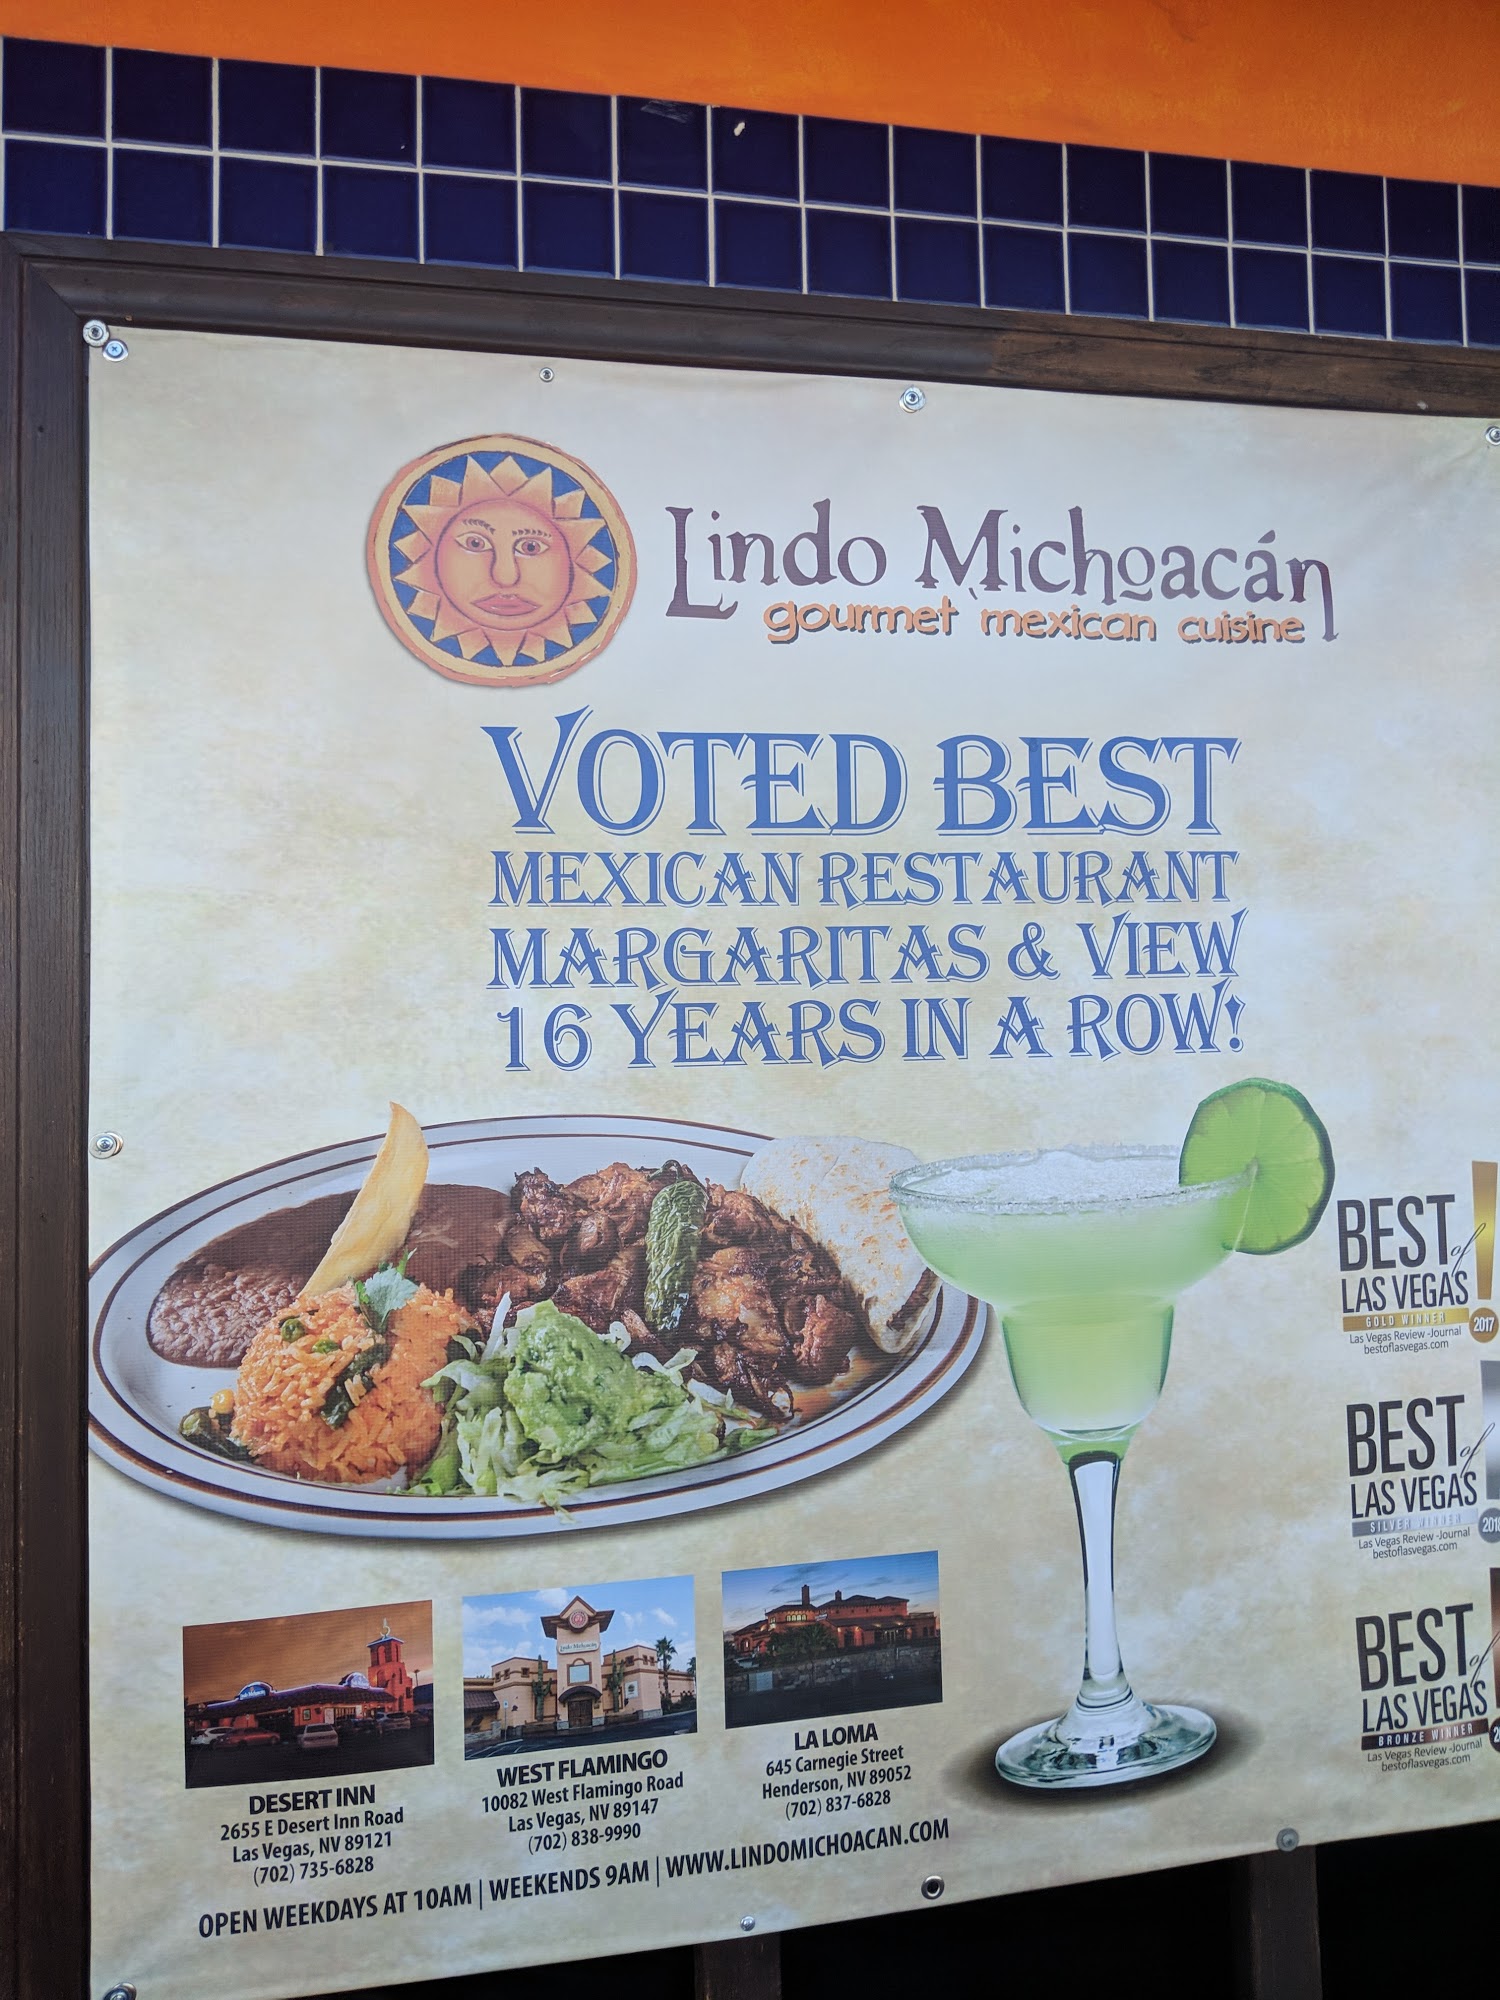 Lindo Michoacán
gourmet mexican cuisine
VOTED BEST
MEXICAN RESTAURANT
MARGARITAS & VIEW
16 YEARS IN A ROW!
BEST
of
LAS VEGAS
GOLD WINNER
2017
Las Vegas Review -Journal
bestoflasvegas.com
BEST
of
LAS VEGAS
SILVER WINNER
Las Vegas Review -Journal
bestoflasvegas.com
BEST
of
LAS VEGAS
BRONZE WINNER
Las Vegas Review -Journal
bestoflasvegas.com
Lindo Michoacán
DESERT INN
2655 E Desert Inn Road
Las Vegas, NV 89121
(702) 735-6828
WEST FLAMINGO
10082 West Flamingo Road
Las Vegas, NV 89147
(702) 838-9990
LA LOMA
645 Carnegie Street
Henderson, NV 89052
(702) 837-6828
OPEN WEEKDAYS AT 10AM | WEEKENDS 9AM | WWW.LINDOMICHOACAN.COM